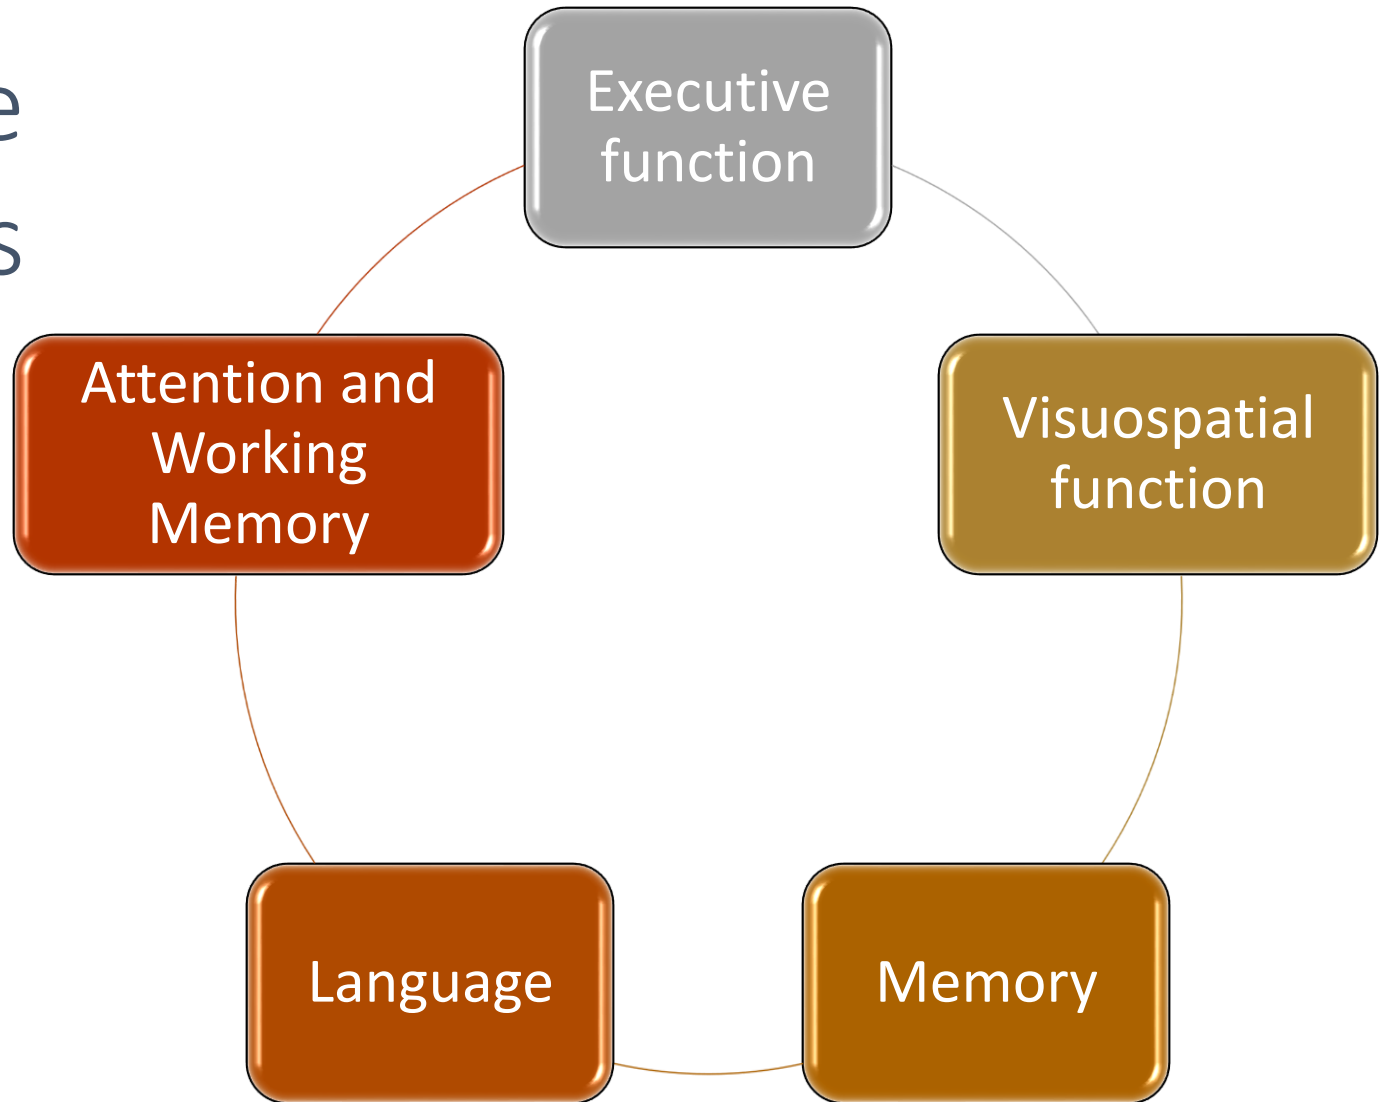 Executive
function
Attention and
Working
Memory
Visuospatial
function
Language
Memory